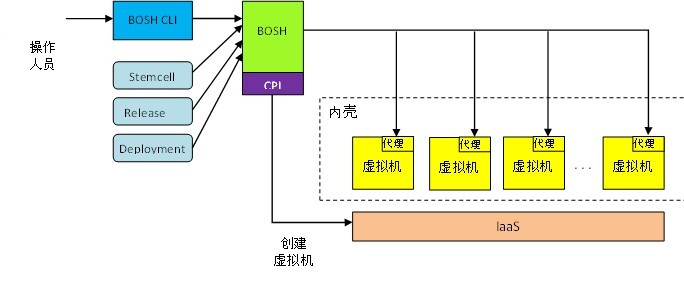 BOSH CLI
操作
人员
BOSH
Stemcell
CPI
Release
Deployment
内壳
代理
虚拟机
代理
虚拟机
代理
虚拟机
...
代理
虚拟机
IaaS
创建
虚拟机